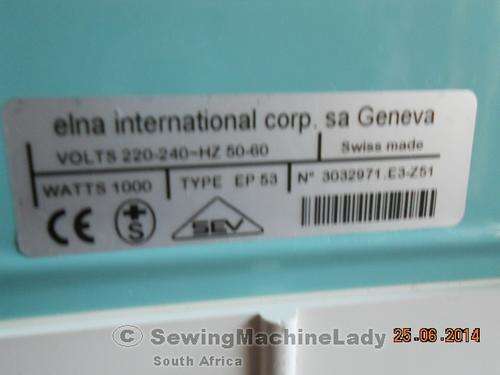 elna international corp. sa Geneva
VOLTS 220-240~HZ 50-60 Swiss made
WATTS 1000 TYPE EP 53 N° 3032971.E3-Z51
CE +S SEV
© SewingMachineLady 25-06-2014
South Africa